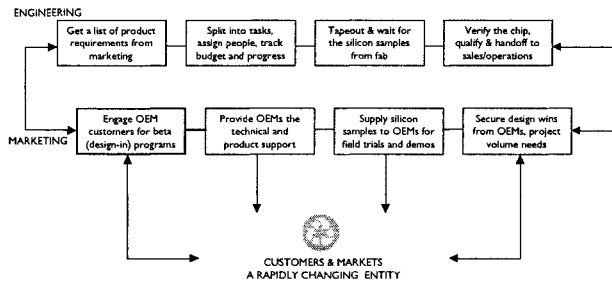 ENGINEERING
Get a list of product
requirements from
marketing
Split into tasks,
assign people, track
budget and progress
Tapeout & wait for
the silicon samples
from fab
Verify the chip,
qualify & handoff to
sales/operations
MARKETING
Engage OEM
customers for beta
(design-in) programs
Provide OEMs the
technical and
product support
Supply silicon
samples to OEMs for
field trials and demos
Secure design wins
from OEMs, project
volume needs
CUSTOMERS & MARKETS
A RAPIDLY CHANGING ENTITY